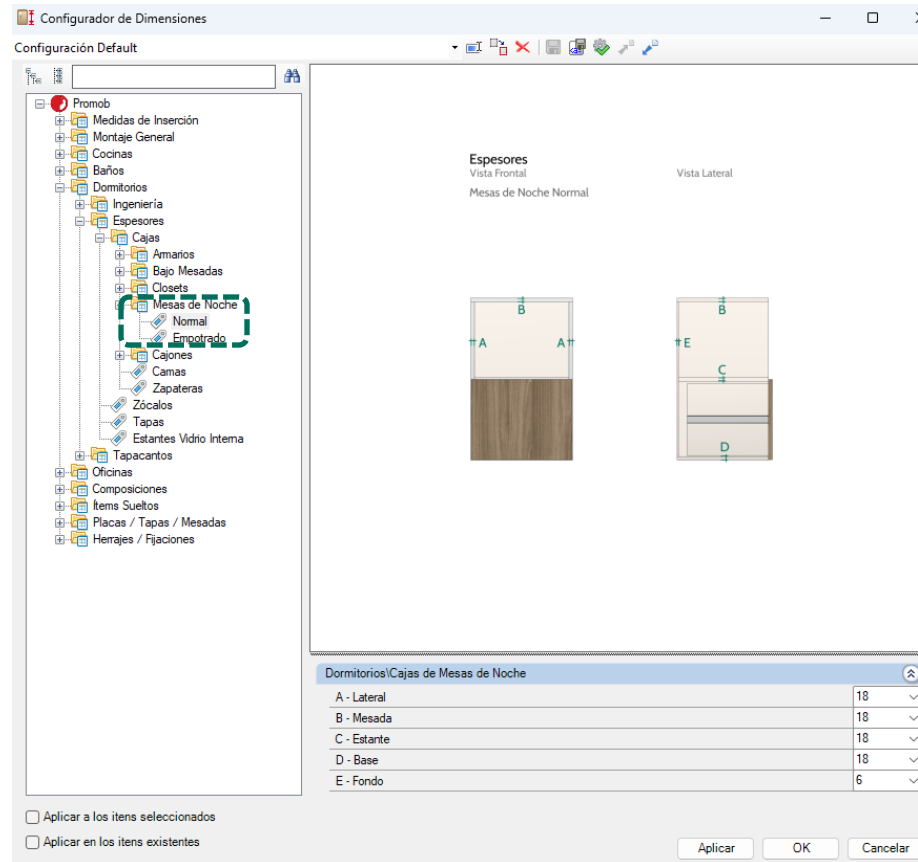 Configurador de Dimensiones
Configuración Default
Promob
Medidas de Inserción
Montaje General
Cocinas
Baños
Dormitorios
Ingeniería
Espesores
Cajas
Armarios
Bajo Mesadas
Closets
Mesas de Noche
Normal
Empotrado
Cajones
Camas
Zapateras
Zócalos
Tapas
Estantes Vidrio Interna
Tapacantos
Oficinas
Composiciones
Ítems Sueltos
Placas / Tapas / Mesadas
Herrajes / Fijaciones
Espesores
Vista Frontal Vista Lateral
Mesas de Noche Normal
B B
A A E
C
D
Dormitorios\Cajas de Mesas de Noche
A - Lateral 18
B - Mesada 18
C - Estante 18
D - Base 18
E - Fondo 6
Aplicar a los itens seleccionados
Aplicar en los itens existentes
Aplicar OK Cancelar